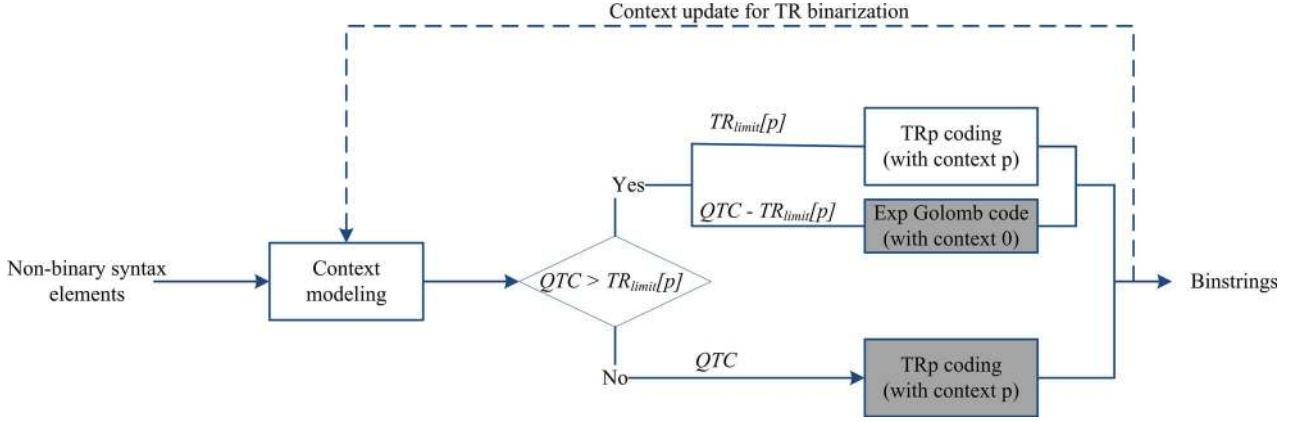 Context update for TR binarization
TRlimit[p]
TRp coding
(with context p)
Yes
QTC - TRlimit[p]
Exp Golomb code
(with context 0)
Non-binary syntax
elements
Context
modeling
QTC > TRlimit[p]
Binstrings
No
QTC
TRp coding
(with context p)